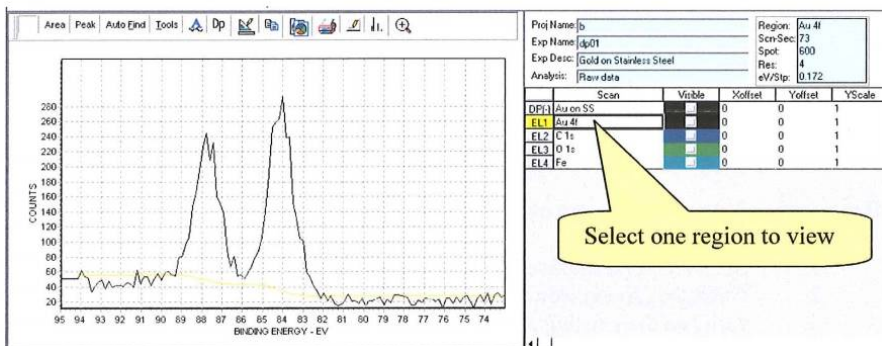 Area Peak Auto Find Tools Dp
280
260
240
220
200
180
160
140
120
100
80
60
40
20
COUNTS
95 94 93 92 91 90 89 88 87 86 85 84 83 82 81 80 79 78 77 76 75 74
BINDING ENERGY - EV
Proj Name: b
Exp Name: dp01
Exp Desc: Gold on Stainless Steel
Analysis: Raw data
Region: Au 4f
Scn-Sec: 73
Spot: 600
Res: 4
eV/Stp: 0.172
Scan Visible Xoffset Yoffset YScale
DP(-) Au on SS 0 0 1
EL1 Au 4f 0 0 1
EL2 C 1s 0 0 1
EL3 O 1s 0 0 1
EL4 Fe 0 0 1
Select one region to view